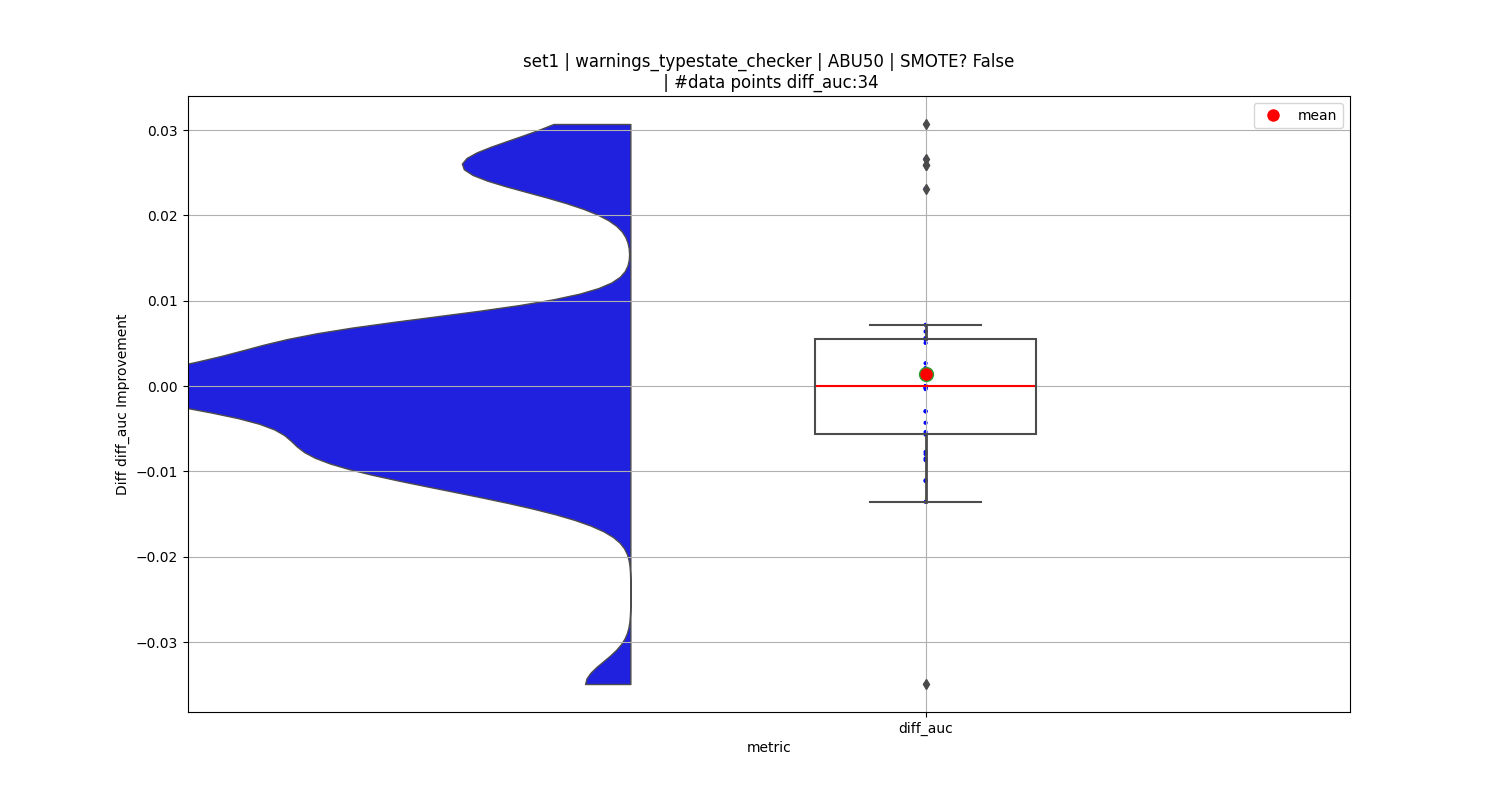 set1 | warnings_typestate_checker | ABU50 | SMOTE? False
| #data points diff_auc:34
mean
0.03
0.02
0.01
0.00
−0.01
−0.02
−0.03
Diff diff_auc Improvement
diff_auc
metric